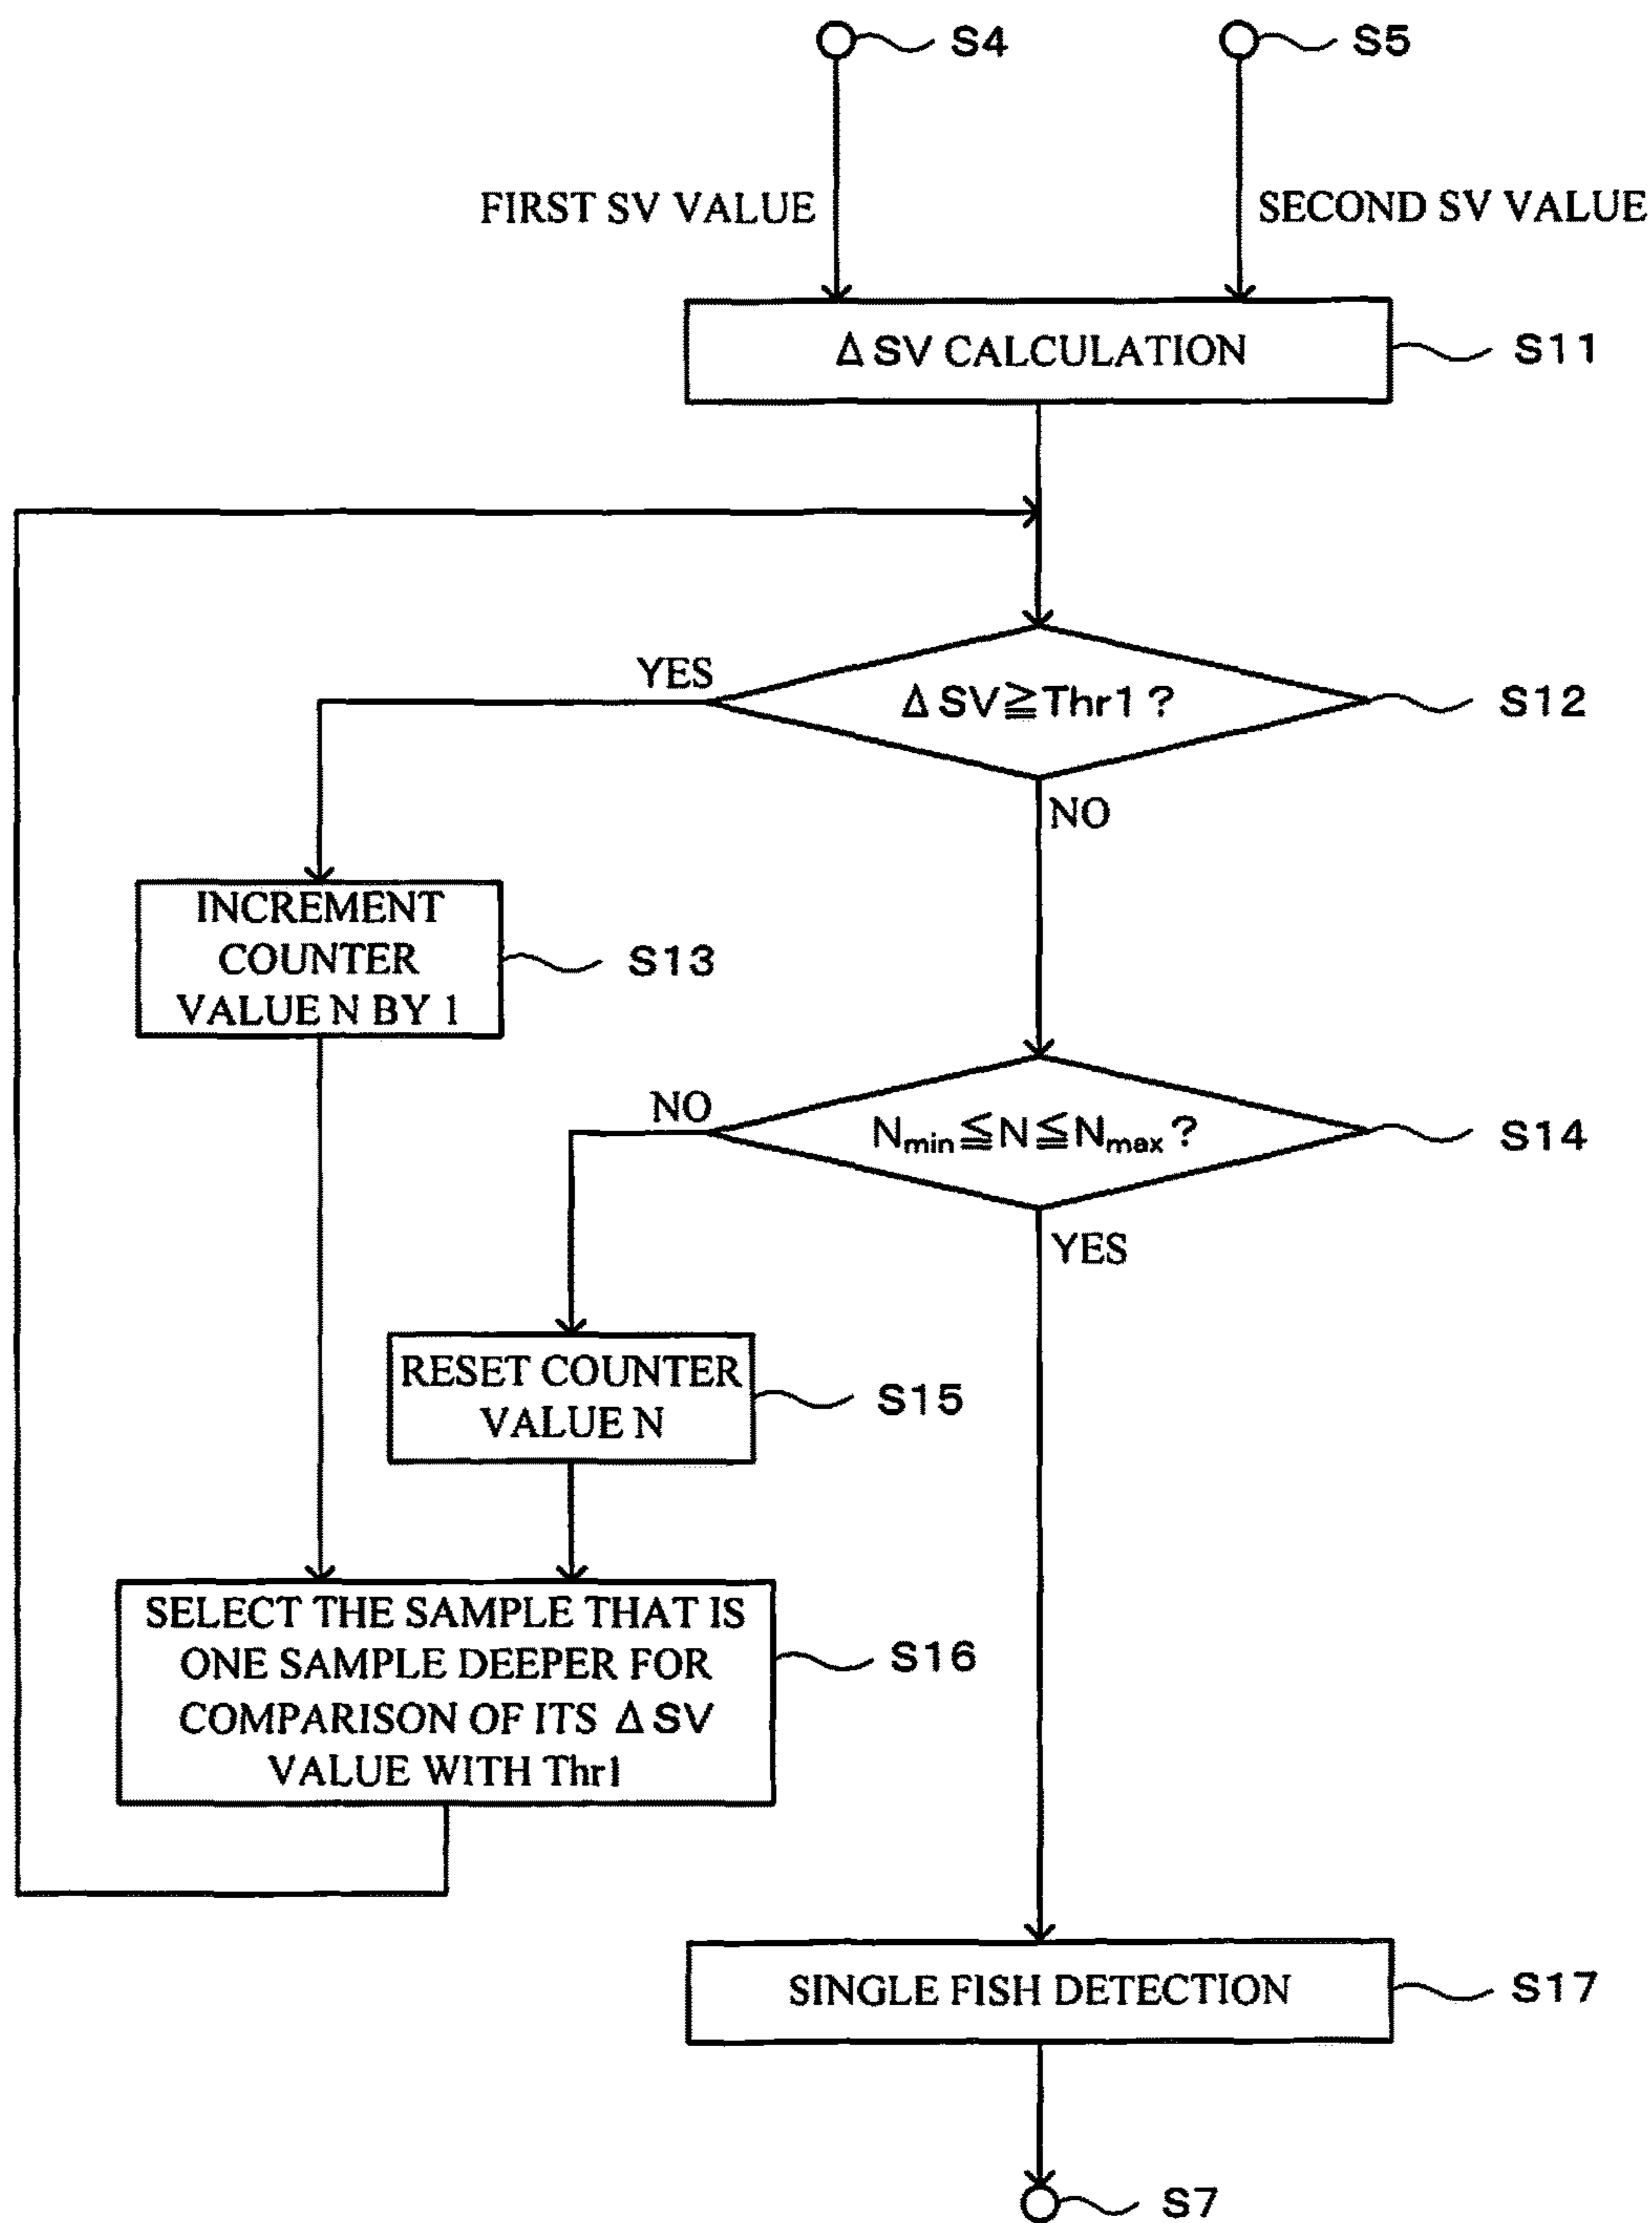 S4
S5
FIRST SV VALUE
SECOND SV VALUE
Δ SV CALCULATION
S11
YES
Δ SV≧Thr1?
S12
NO
INCREMENT
COUNTER
VALUE N BY 1
S13
NO
Nmin≦N≦Nmax?
S14
YES
RESET COUNTER
VALUE N
S15
SELECT THE SAMPLE THAT IS
ONE SAMPLE DEEPER FOR
COMPARISON OF ITS Δ SV
VALUE WITH Thr1
S16
SINGLE FISH DETECTION
S17
S7